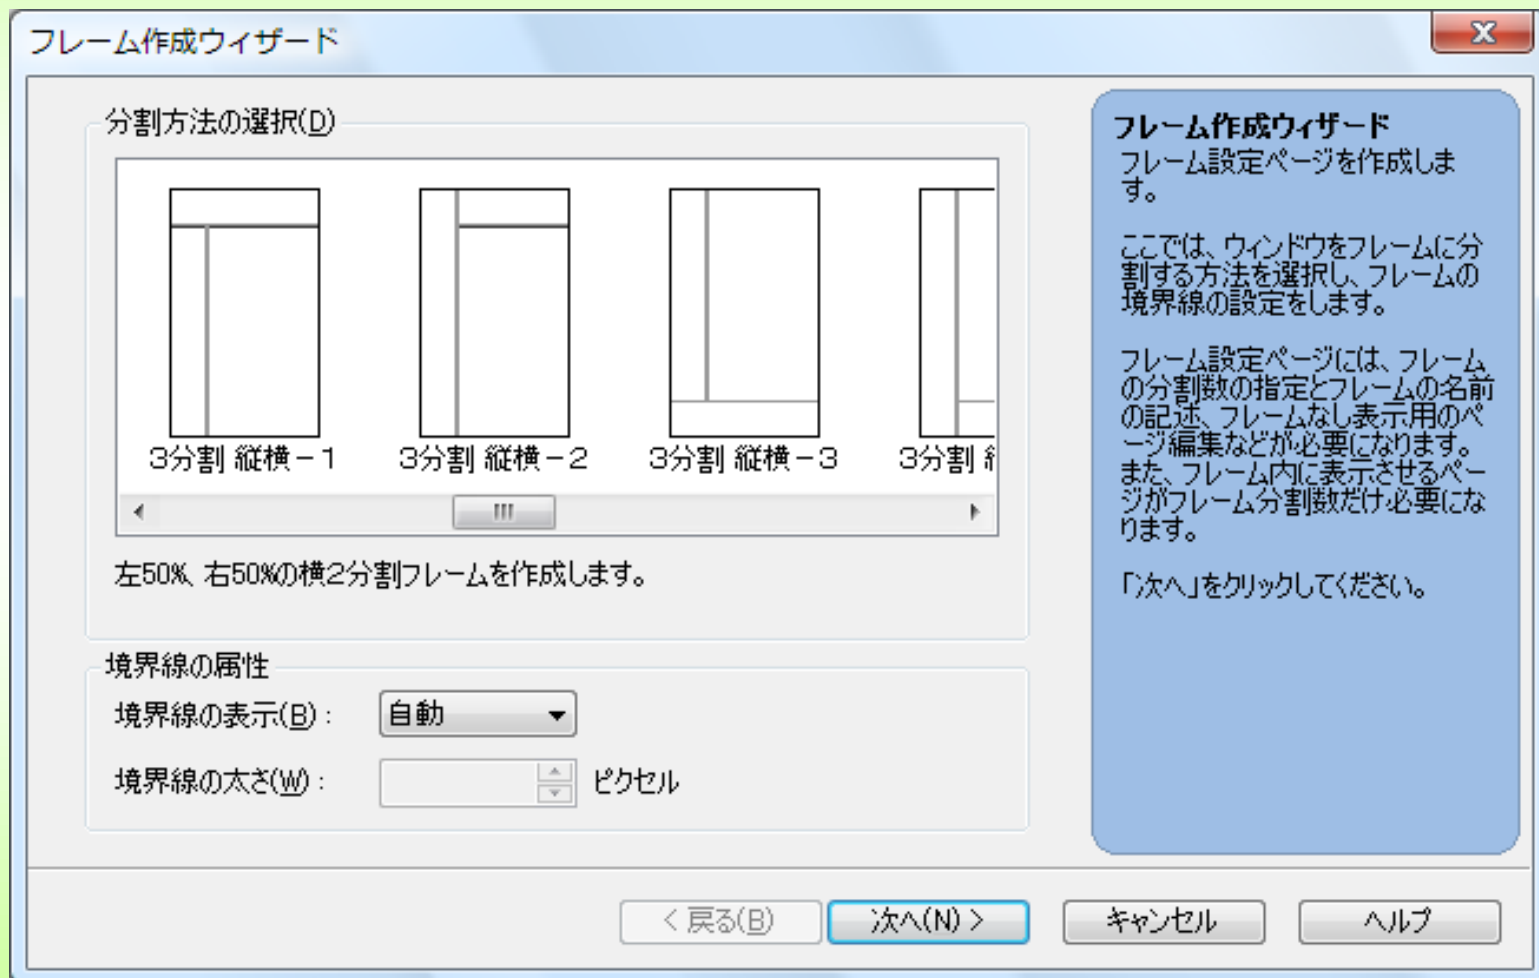 フレーム作成ウィザード
分割方法の選択(D)
3分割 縦横－1
3分割 縦横－2
3分割 縦横－3
3分割
左50%、右50%の横2分割フレームを作成します。
境界線の属性
境界線の表示(B)：
自動
境界線の太さ(W)：
ピクセル
フレーム作成ウィザード
フレーム設定ページを作成しま
す。
ここでは、ウィンドウをフレームに分
割する方法を選択し、フレームの
境界線の設定をします。
フレーム設定ページには、フレーム
の分割数の指定とフレームの名前
の記述、フレームなし表示用のペ
ージ編集などが必要になります。
また、フレーム内に表示させるペー
ジがフレーム分割数だけ必要にな
ります。
「次へ」をクリックしてください。
< 戻る(B)
次へ(N) >
キャンセル
ヘルプ